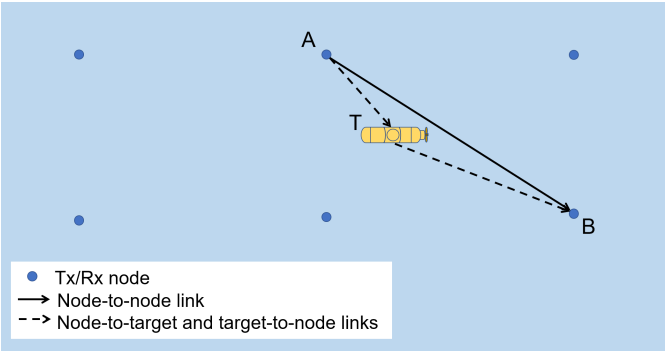 A
T
B
Tx/Rx node
Node-to-node link
Node-to-target and target-to-node links